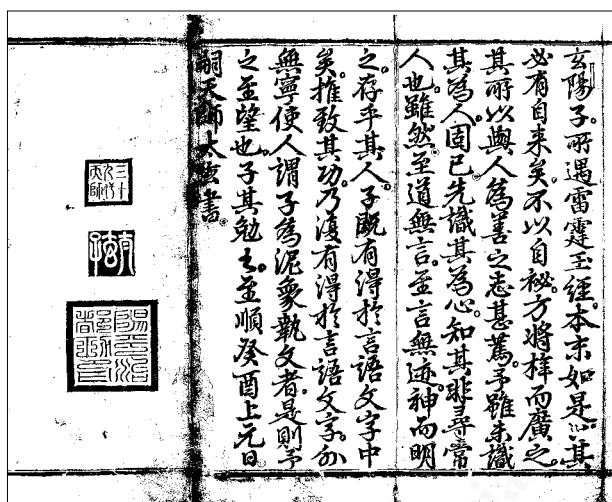 玄陽子。所遇雷霆玉經。本末如是。以其
必有自来矣。不以自秘。方將梓而廣之。
其所以與人為善之志甚篤。予雖未識
其為人。固已先識其為心。知其非尋常
人也。雖然。至道無言。至言無迹。神而明
之。存乎其人。子既有得於言語文字中
矣。推致其功。乃復有得於言語文字外
無寧使人謂子為泥象執文者。是則予
之至望也。子其勉之。至順癸酉上元日
嗣天師太玄書。
三十九代天師